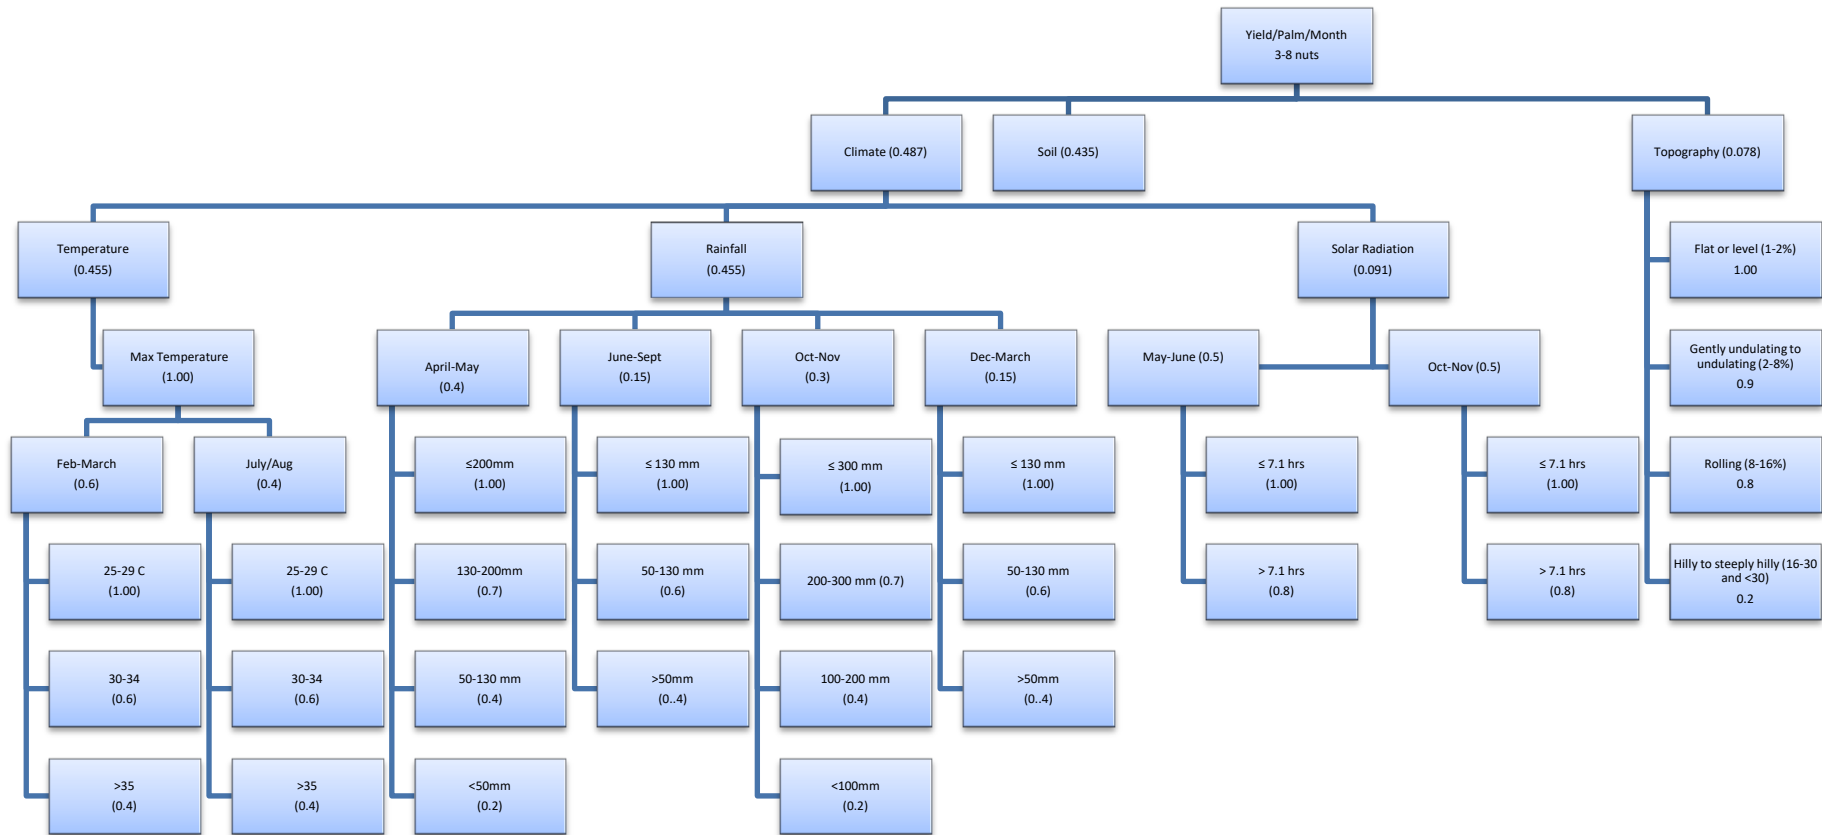 Yield/Palm/Month
3-8 nuts
Climate (0.487)
Soil (0.435)
Topography (0.078)
Temperature
(0.455)
Rainfall
(0.455)
Solar Radiation
(0.091)
Flat or level (1-2%)
1.00
Max Temperature
(1.00)
April-May
(0.4)
June-Sept
(0.15)
Oct-Nov
(0.3)
Dec-March
(0.15)
May-June (0.5)
Oct-Nov (0.5)
Gently undulating to
undulating (2-8%)
0.9
Feb-March
(0.6)
July/Aug
(0.4)
≤200mm
(1.00)
≤ 130 mm
(1.00)
≤ 300 mm
(1.00)
≤ 130 mm
(1.00)
≤ 7.1 hrs
(1.00)
≤ 7.1 hrs
(1.00)
Rolling (8-16%)
0.8
25-29 C
(1.00)
25-29 C
(1.00)
130-200mm
(0.7)
50-130 mm
(0.6)
200-300 mm (0.7)
50-130 mm
(0.6)
> 7.1 hrs
(0.8)
> 7.1 hrs
(0.8)
Hilly to steeply hilly (16-30
and <30)
0.2
30-34
(0.6)
30-34
(0.6)
50-130 mm
(0.4)
>50mm
(0..4)
100-200 mm
(0.4)
>50mm
(0..4)
>35
(0.4)
>35
(0.4)
<50mm
(0.2)
<100mm
(0.2)